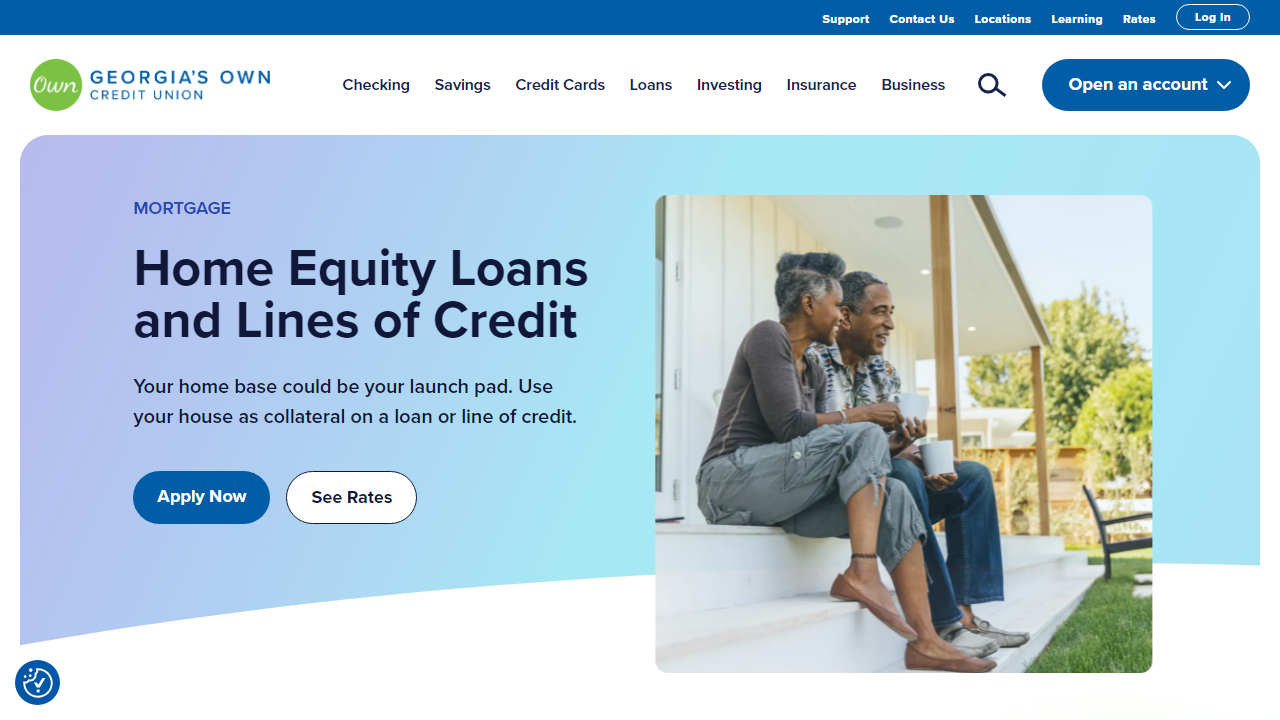 Support Contact Us Locations Learning Rates Log In
Own GEORGIA'S OWN
CREDIT UNION
Checking Savings Credit Cards Loans Investing Insurance Business Open an account
MORTGAGE
Home Equity Loans
and Lines of Credit
Your home base could be your launch pad. Use
your house as collateral on a loan or line of credit.
Apply Now See Rates